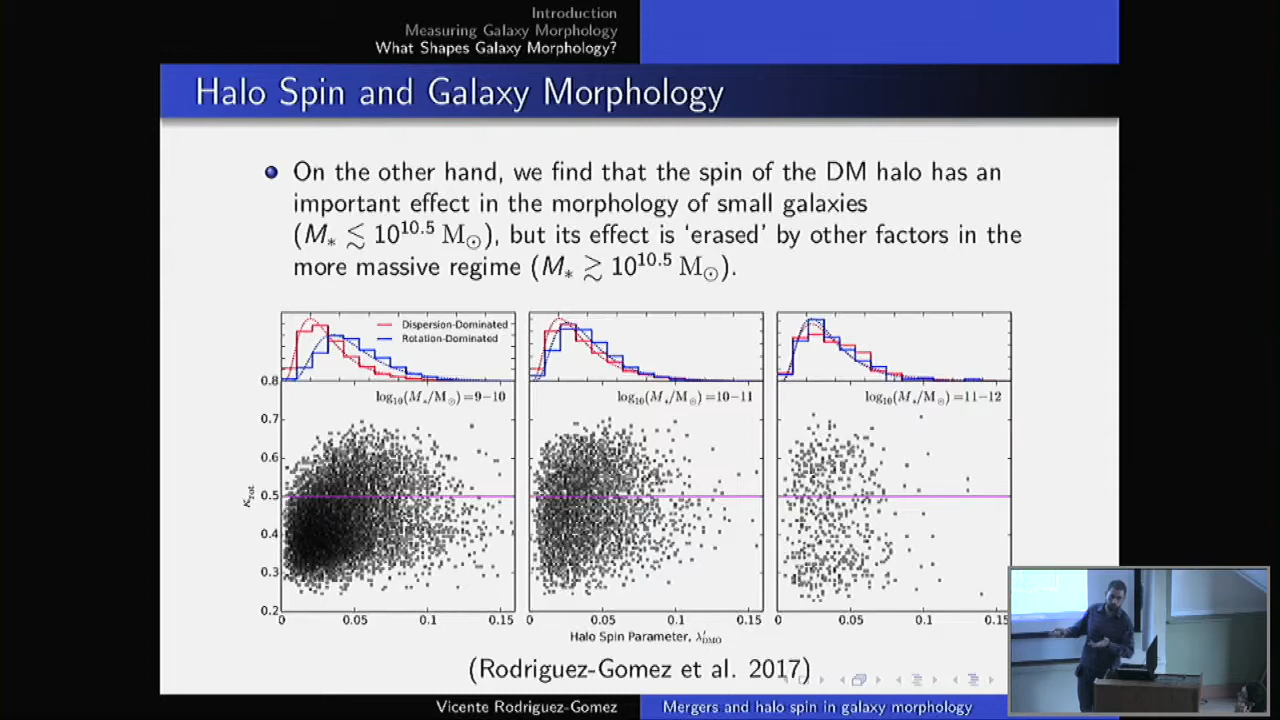 Introduction
Measuring Galaxy Morphology
What Shapes Galaxy Morphology?
Halo Spin and Galaxy Morphology
On the other hand, we find that the spin of the DM halo has an
important effect in the morphology of small galaxies
(M* ≲ 10^10.5 M⊙), but its effect is ‘erased’ by other factors in the
more massive regime (M* ≳ 10^10.5 M⊙).
Dispersion-Dominated
Rotation-Dominated
log10(M*/M⊙)=9−10
log10(M*/M⊙)=10−11
log10(M*/M⊙)=11−12
0.8
0.7
0.6
0.5
0.4
0.3
0.2
κrot
0 0.05 0.1 0.15 0 0.05 0.1 0.15 0 0.05 0.1 0.15
Halo Spin Parameter, λ′DMO
(Rodriguez-Gomez et al. 2017)
Vicente Rodriguez-Gomez
Mergers and halo spin in galaxy morphology